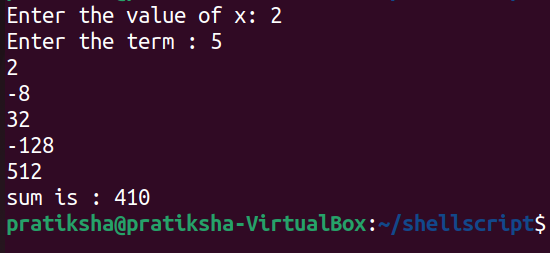 Enter the value of x: 2
Enter the term : 5
2
-8
32
-128
512
sum is : 410
pratiksha@pratiksha-VirtualBox:~/shellscript$